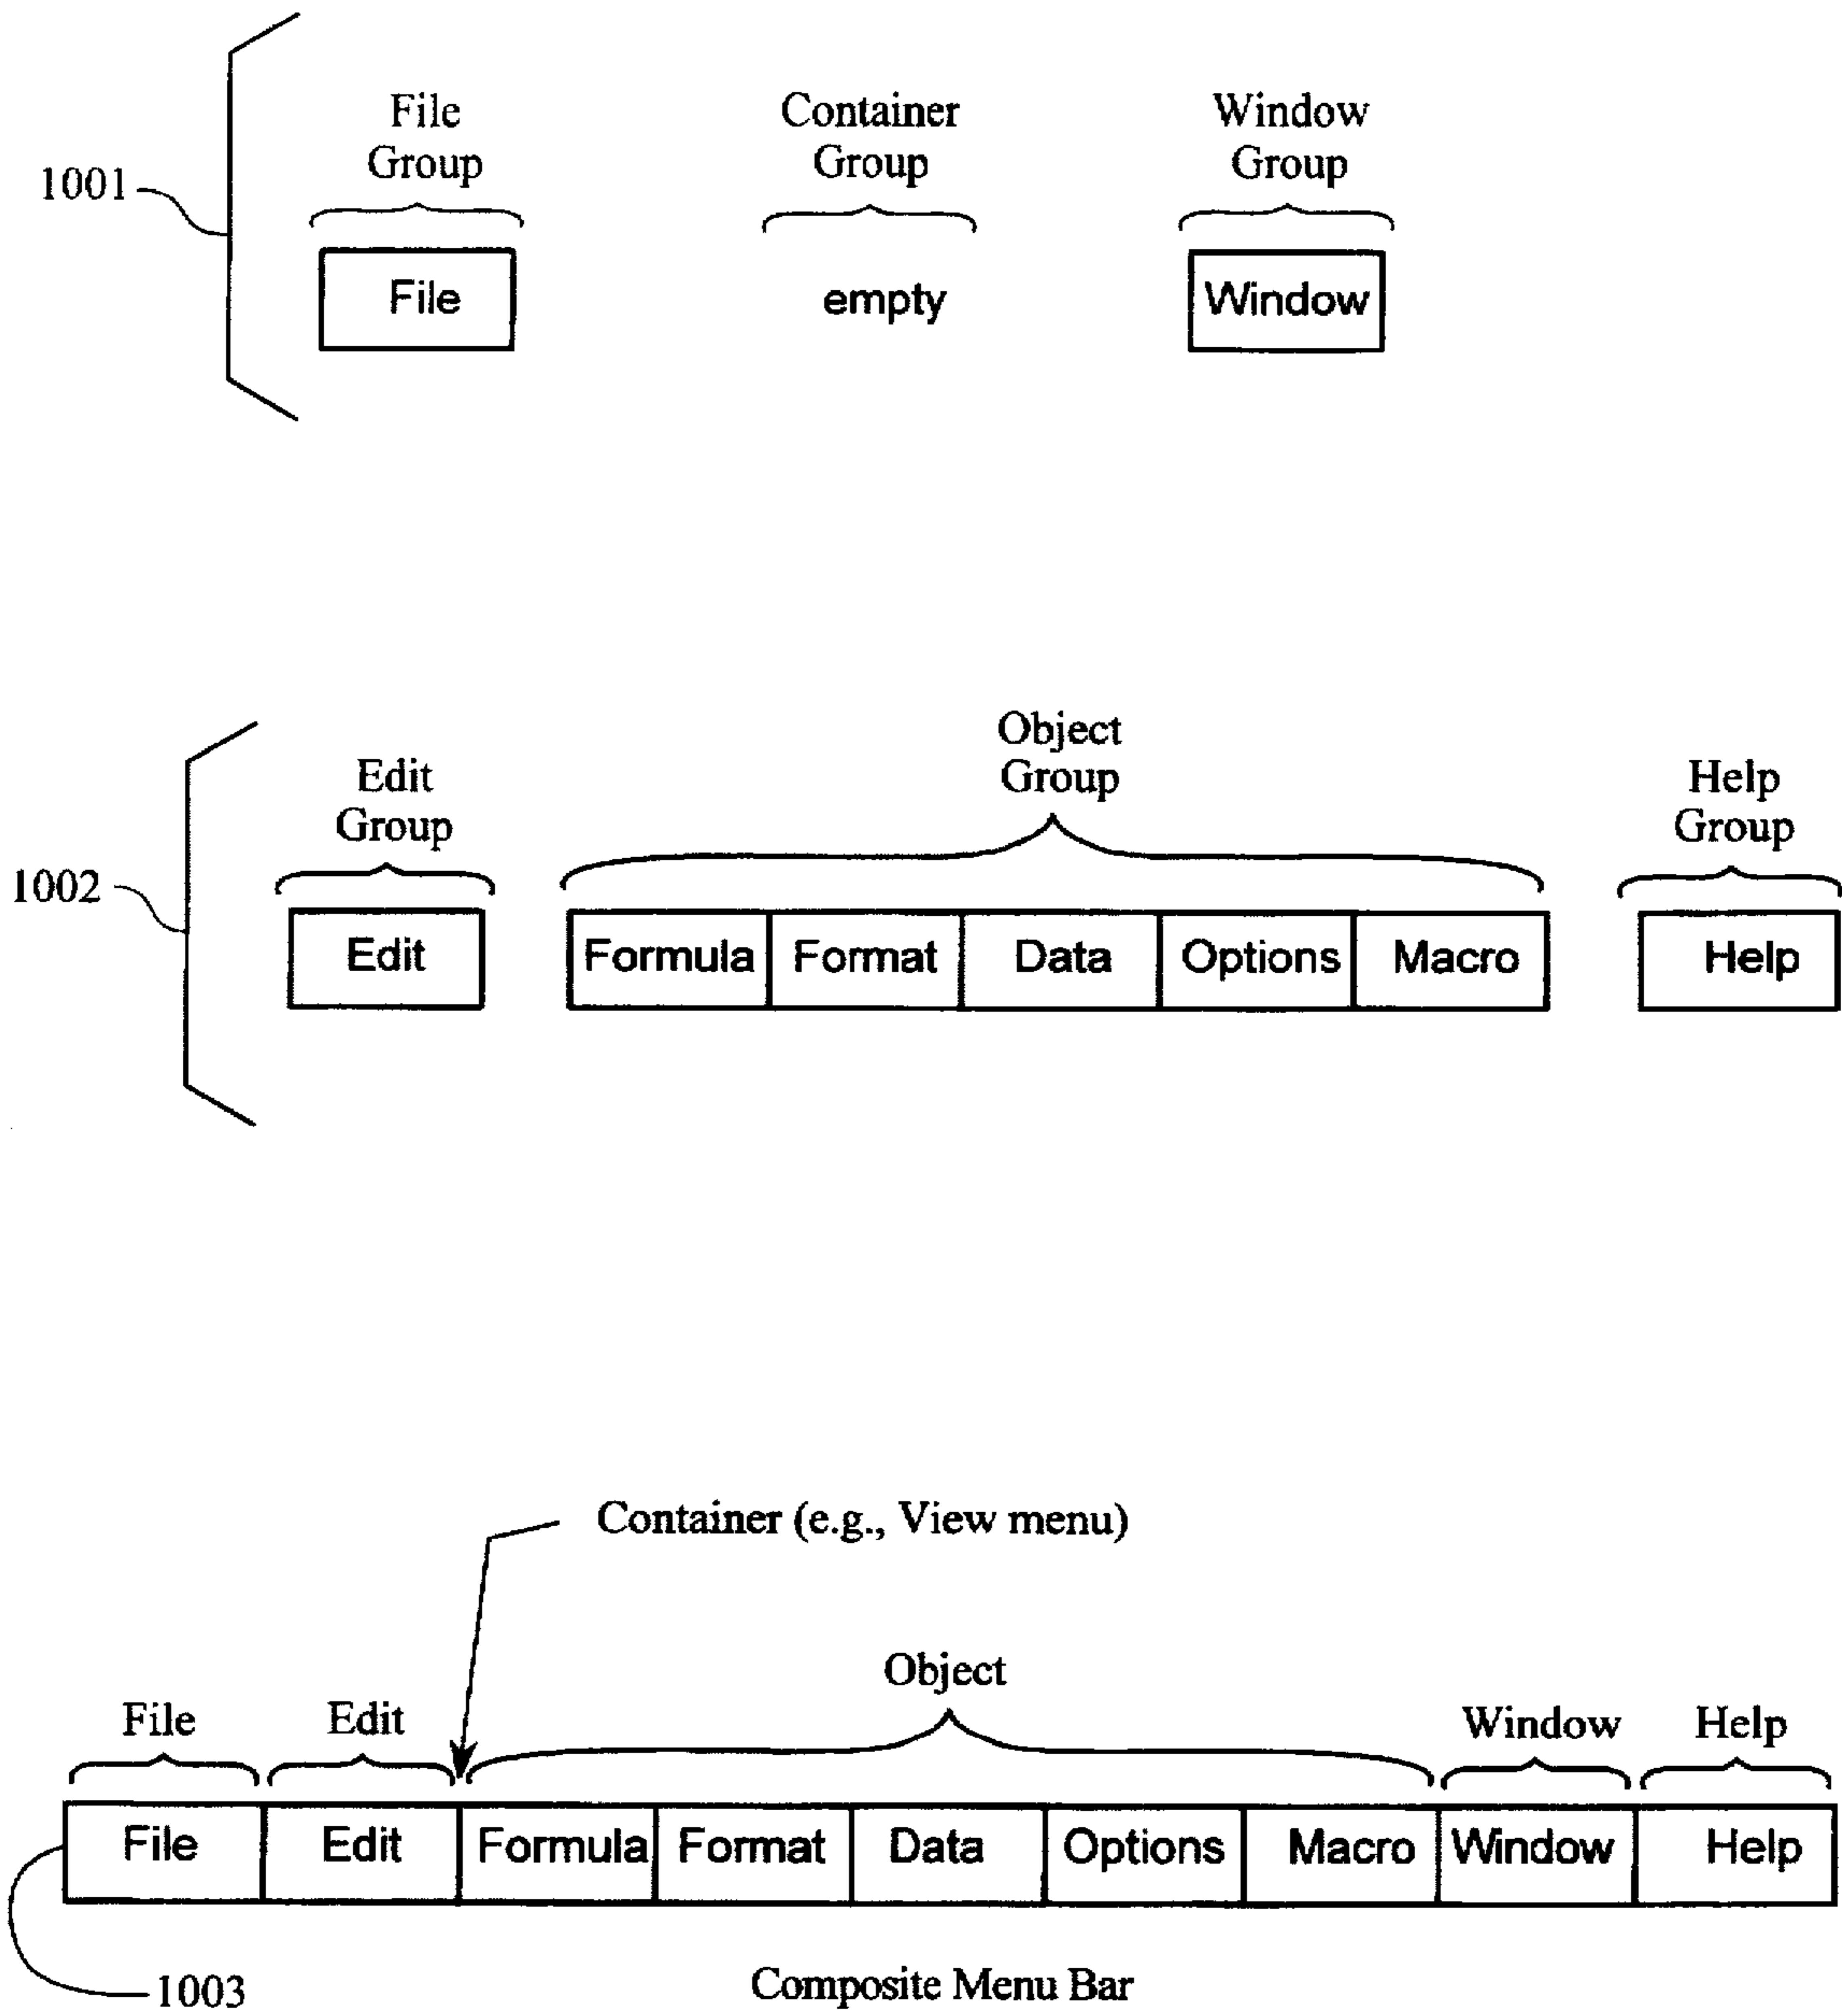 File
Group
Container
Group
Window
Group
1001
File
empty
Window
Object
Group
Edit
Group
Help
Group
1002
Edit
Formula
Format
Data
Options
Macro
Help
Container (e.g., View menu)
Object
File
Edit
Window
Help
File
Edit
Formula
Format
Data
Options
Macro
Window
Help
1003
Composite Menu Bar